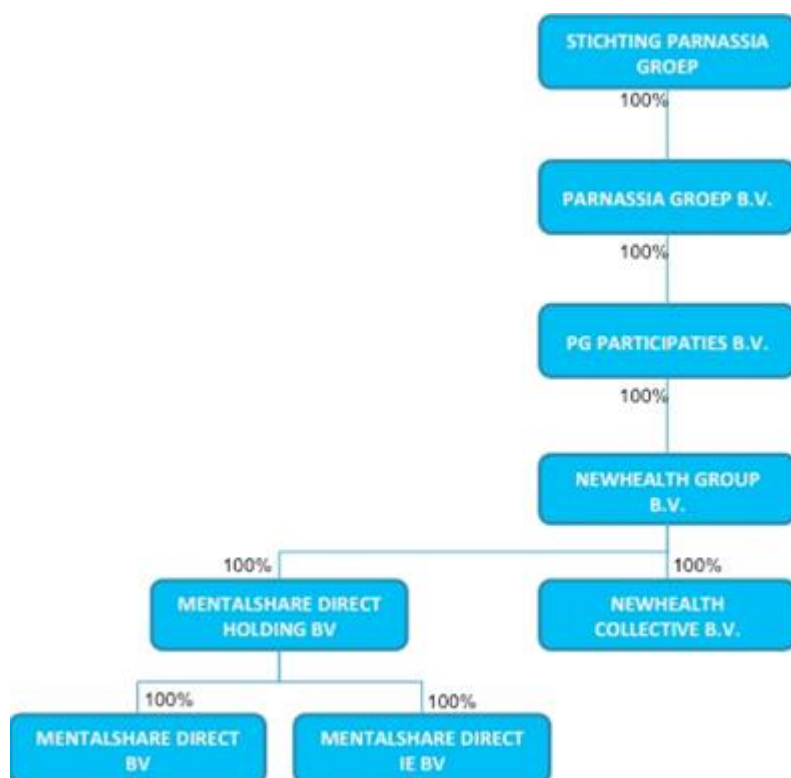 STICHTING PARNASSIA
GROEP
100%
PARNASSIA GROEP B.V.
100%
PG PARTICIPATIES B.V.
100%
NEWHEALTH GROUP
B.V.
100%
100%
MENTALSHARE DIRECT
HOLDING BV
NEWHEALTH
COLLECTIVE B.V.
100%
100%
MENTALSHARE DIRECT
BV
MENTALSHARE DIRECT
IE BV